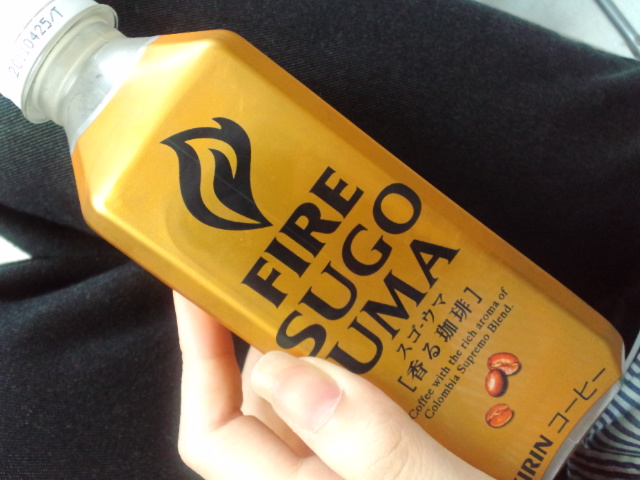 FIRE
SUGO
UMA
スゴ・ウマ
[香る珈琲]
Coffee with the rich aroma of
Colombia Supremo Blend.
KIRIN コーヒー